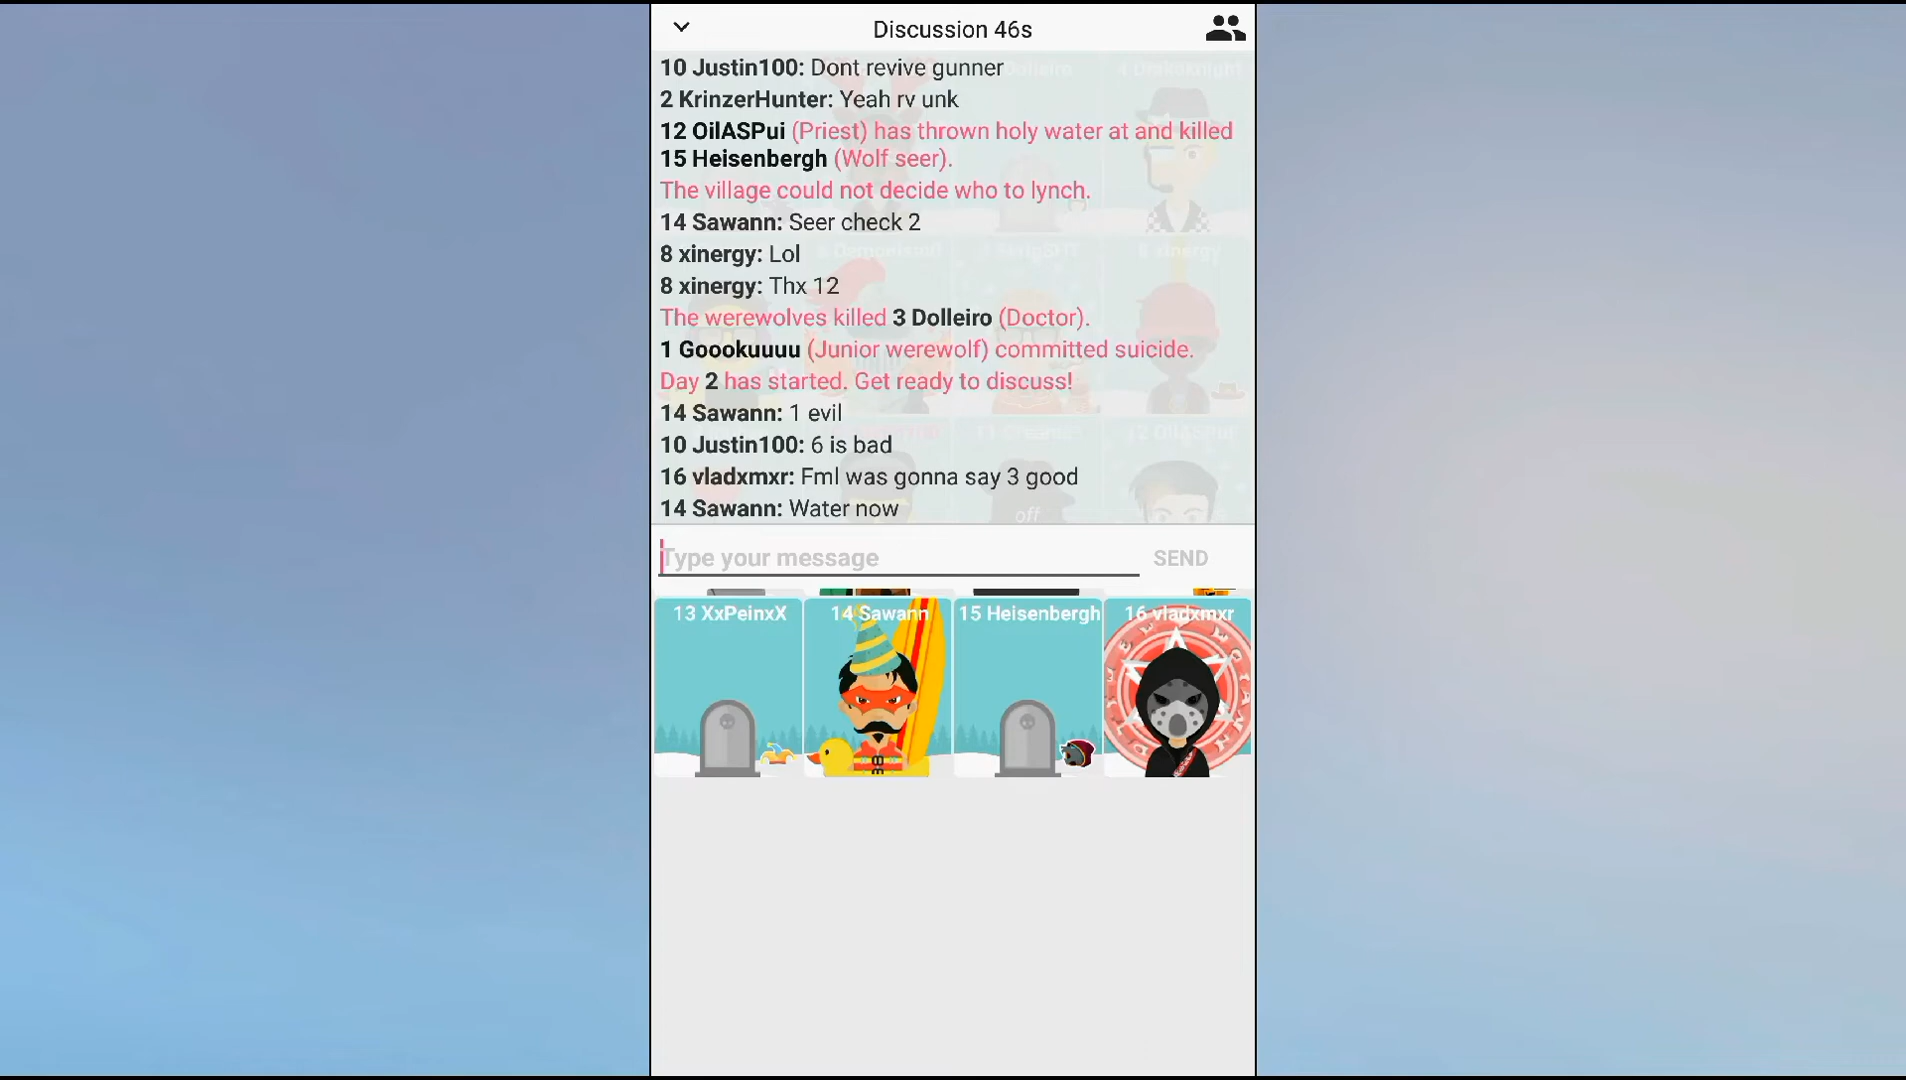 Discussion 46s
10 Justin100: Dont revive gunner
2 KrinzerHunter: Yeah rv unk
12 OilASPui (Priest) has thrown holy water at and killed
15 Heisenbergh (Wolf seer).
The village could not decide who to lynch.
14 Sawann: Seer check 2
8 xinergy: Lol
8 xinergy: Thx 12
The werewolves killed 3 Dolleiro (Doctor).
1 Goookuuuu (Junior werewolf) committed suicide.
Day 2 has started. Get ready to discuss!
14 Sawann: 1 evil
10 Justin100: 6 is bad
16 vladxmxr: Fml was gonna say 3 good
14 Sawann: Water now
off
Type your message SEND
13 XxPeinxX 14 Sawann 15 Heisenbergh 16 vladxmxr